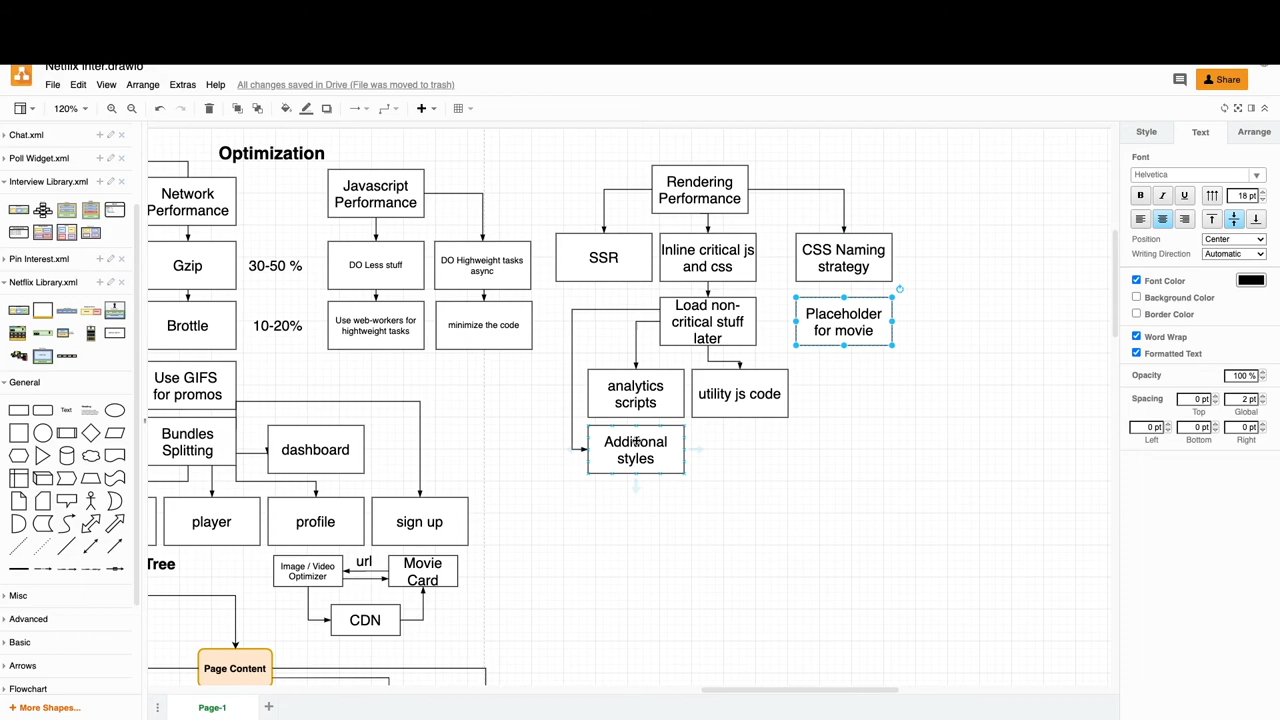 Netflix Inter.drawio
File Edit View Arrange Extras Help All changes saved in Drive (File was moved to trash)
Share
120%
Chat.xml
Poll Widget.xml
Interview Library.xml
Pin Interest.xml
Netflix Library.xml
General
Text
Heading
Misc
Advanced
Basic
Arrows
Flowchart
+ More Shapes...
Optimization
Network
Performance
Gzip
30-50 %
Brottle
10-20%
Use GIFS
for promos
Bundles
Splitting
dashboard
player
profile
sign up
Javascript
Performance
DO Less stuff
DO Highweight tasks
async
Use web-workers for
hightweight tasks
minimize the code
Rendering
Performance
SSR
Inline critical js
and css
CSS Naming
strategy
Load non-
critical stuff
later
Placeholder
for movie
analytics
scripts
utility js code
Additional
styles
Tree
Image / Video
Optimizer
url
Movie
Card
CDN
Page Content
Page-1
Style Text Arrange
Font
Helvetica
B I U 18 pt
Position Center
Writing Direction Automatic
Font Color
Background Color
Border Color
Word Wrap
Formatted Text
Opacity 100 %
Spacing 0 pt 2 pt
Top Global
0 pt 0 pt 0 pt
Left Bottom Right